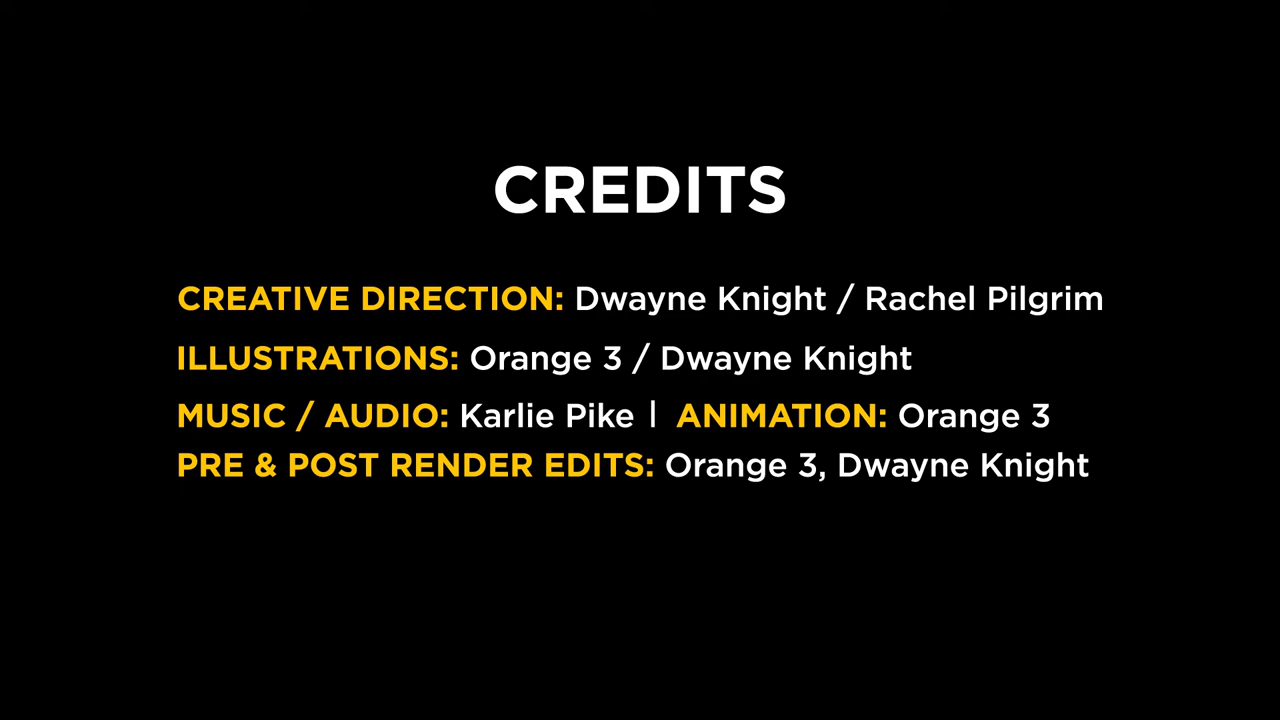 CREDITS
CREATIVE DIRECTION: Dwayne Knight / Rachel Pilgrim
ILLUSTRATIONS: Orange 3 / Dwayne Knight
MUSIC / AUDIO: Karlie Pike | ANIMATION: Orange 3
PRE & POST RENDER EDITS: Orange 3, Dwayne Knight